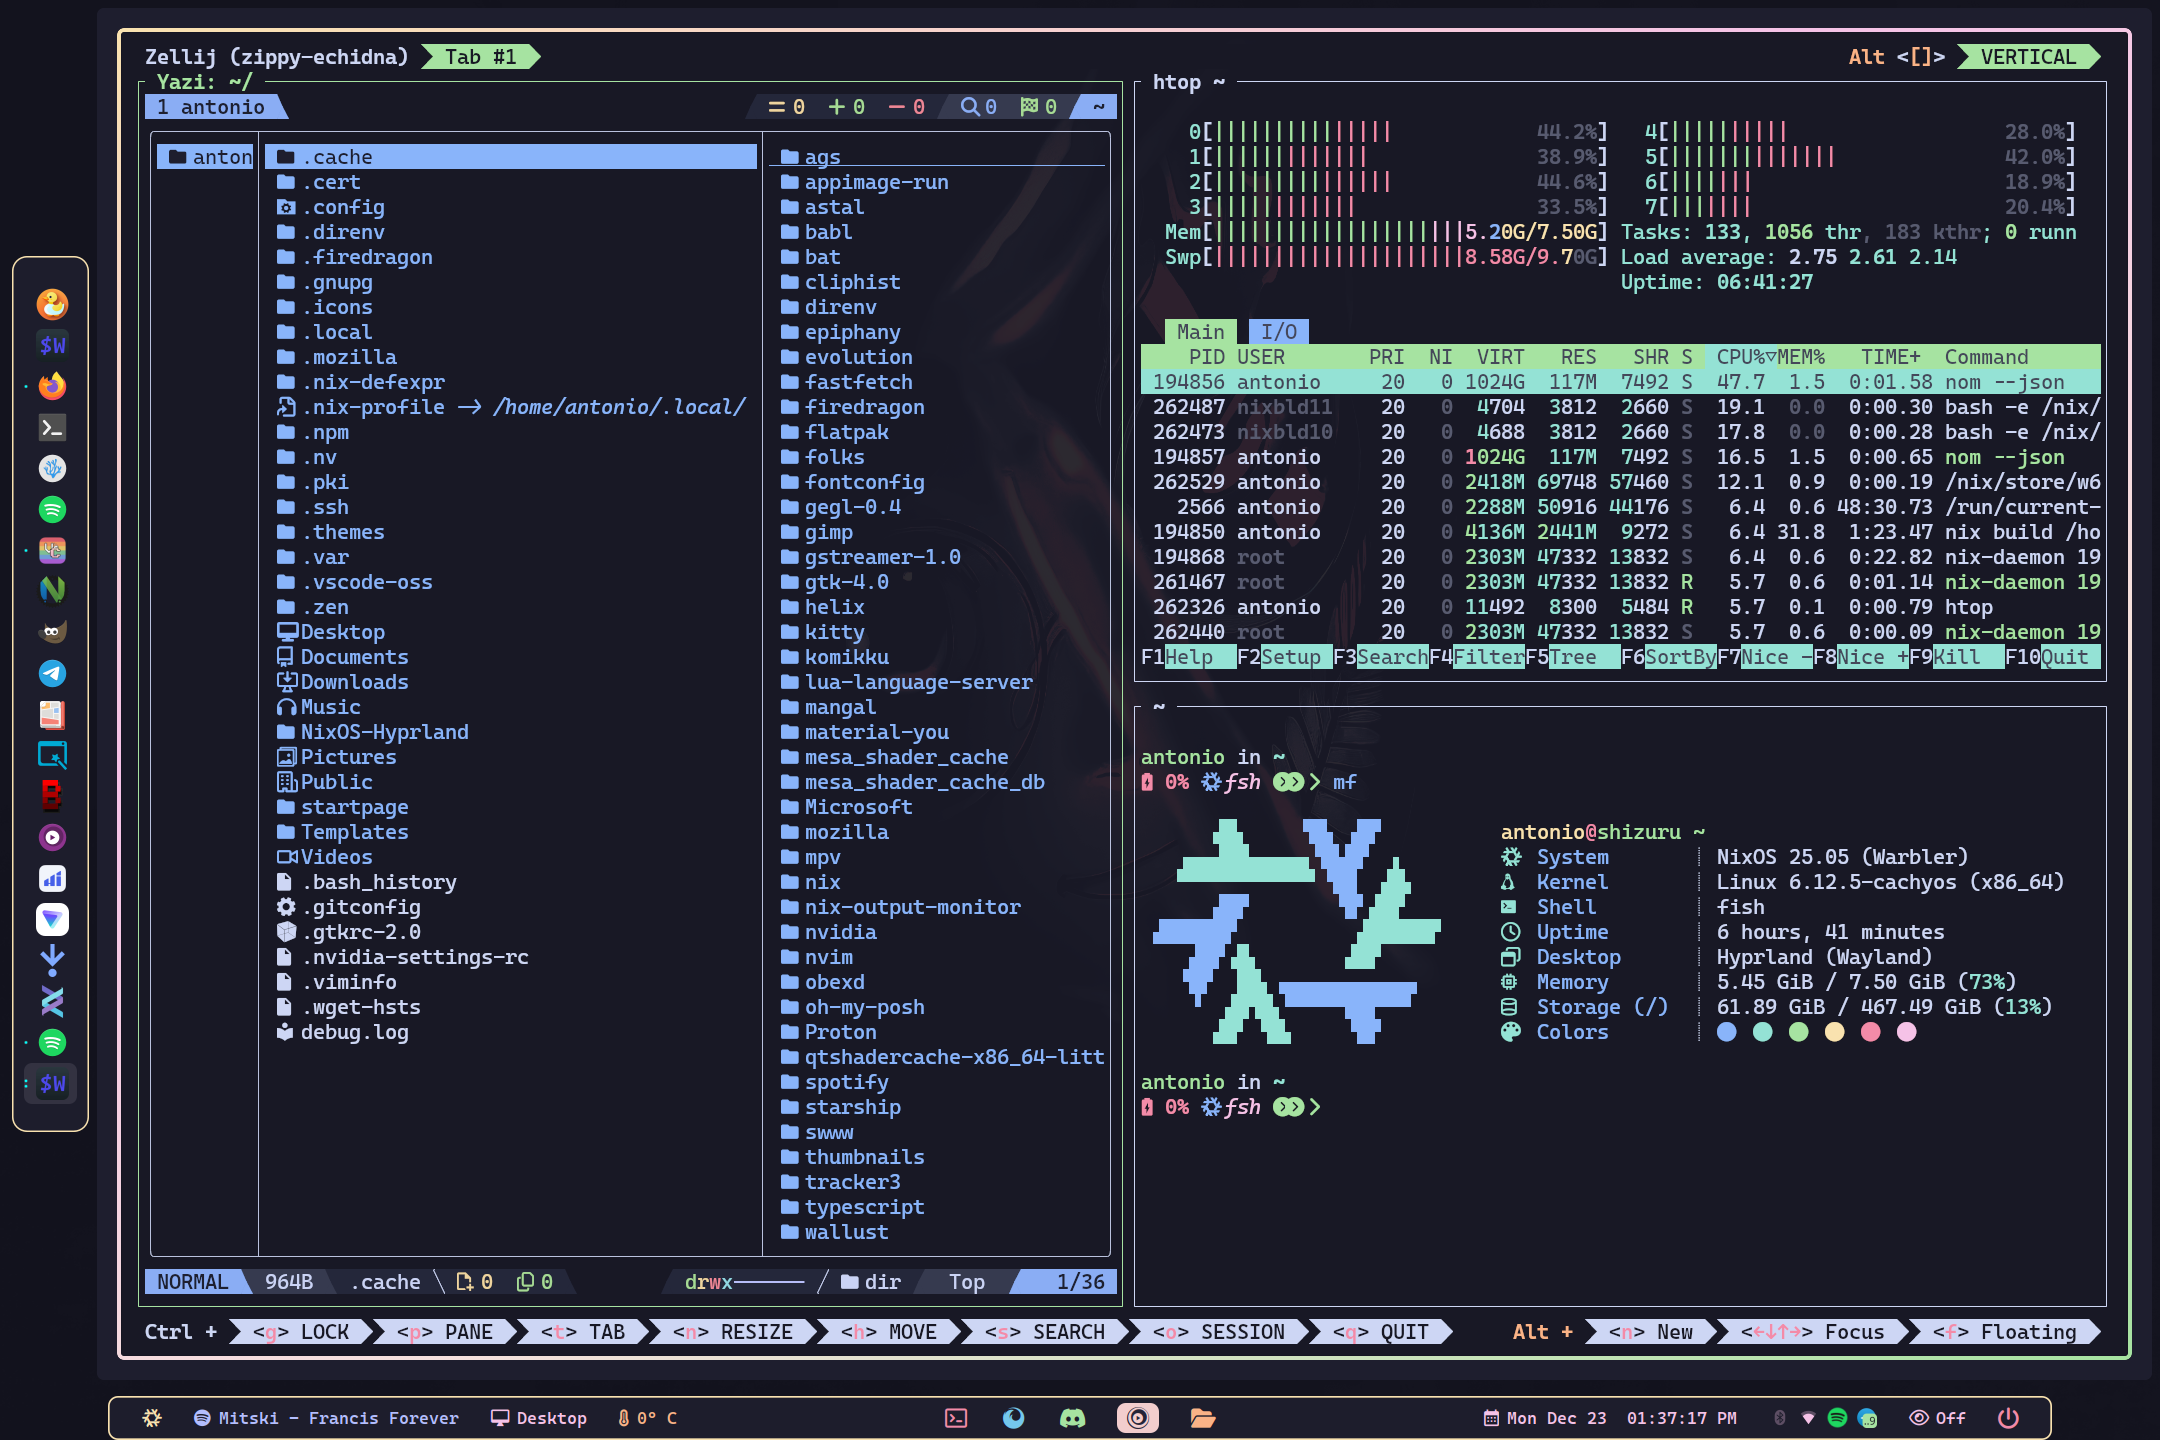 Zellij (zippy-echidna) Tab #1 Alt <[]> VERTICAL
Yazi: ~/
1 antonio = 0 + 0 − 0 0 0 ~
anton
.cache
.cert
.config
.direnv
.firedragon
.gnupg
.icons
.local
.mozilla
.nix-defexpr
.nix-profile -> /home/antonio/.local/
.npm
.nv
.pki
.ssh
.themes
.var
.vscode-oss
.zen
Desktop
Documents
Downloads
Music
NixOS-Hyprland
Pictures
Public
startpage
Templates
Videos
.bash_history
.gitconfig
.gtkrc-2.0
.nvidia-settings-rc
.viminfo
.wget-hsts
debug.log
ags
appimage-run
astal
babl
bat
cliphist
direnv
epiphany
evolution
fastfetch
firedragon
flatpak
folks
fontconfig
gegl-0.4
gimp
gstreamer-1.0
gtk-4.0
helix
kitty
komikku
lua-language-server
mangal
material-you
mesa_shader_cache
mesa_shader_cache_db
Microsoft
mozilla
mpv
nix
nix-output-monitor
nvidia
nvim
obexd
oh-my-posh
Proton
qtshadercache-x86_64-litt
spotify
starship
swww
thumbnails
tracker3
typescript
wallust
NORMAL 964B .cache 0 0 drwx------ dir Top 1/36
htop ~
0[||||||||||||||| 44.2%] 4[|||||||||| 28.0%]
1[||||||||||||| 38.9%] 5[|||||||||||||| 42.0%]
2[||||||||||||||| 44.6%] 6[||||||| 18.9%]
3[|||||||||||| 33.5%] 7[||||||| 20.4%]
Mem[|||||||||||||||||||||5.20G/7.50G] Tasks: 133, 1056 thr, 183 kthr; 0 runn
Swp[|||||||||||||||||||||8.58G/9.70G] Load average: 2.75 2.61 2.14
Uptime: 06:41:27
Main I/O
PID USER PRI NI VIRT RES SHR S CPU%▽MEM% TIME+ Command
194856 antonio 20 0 1024G 117M 7492 S 47.7 1.5 0:01.58 nom --json
262487 nixbld11 20 0 4704 3812 2660 S 19.1 0.0 0:00.30 bash -e /nix/
262473 nixbld10 20 0 4688 3812 2660 S 17.8 0.0 0:00.28 bash -e /nix/
194857 antonio 20 0 1024G 117M 7492 S 16.5 1.5 0:00.65 nom --json
262529 antonio 20 0 2418M 69748 57460 S 12.1 0.9 0:00.19 /nix/store/w6
2566 antonio 20 0 2288M 50916 44176 S 6.4 0.6 48:30.73 /run/current-
194850 antonio 20 0 4136M 2441M 9272 S 6.4 31.8 1:23.47 nix build /ho
194868 root 20 0 2303M 47332 13832 S 6.4 0.6 0:22.82 nix-daemon 19
261467 root 20 0 2303M 47332 13832 R 5.7 0.6 0:01.14 nix-daemon 19
262326 antonio 20 0 11492 8300 5484 R 5.7 0.1 0:00.79 htop
262440 root 20 0 2303M 47332 13832 S 5.7 0.6 0:00.09 nix-daemon 19
F1Help F2Setup F3SearchF4FilterF5Tree F6SortByF7Nice -F8Nice +F9Kill F10Quit
~
antonio in ~
0% fsh mf
antonio@shizuru ~
System NixOS 25.05 (Warbler)
Kernel Linux 6.12.5-cachyos (x86_64)
Shell fish
Uptime 6 hours, 41 minutes
Desktop Hyprland (Wayland)
Memory 5.45 GiB / 7.50 GiB (73%)
Storage (/) 61.89 GiB / 467.49 GiB (13%)
Colors
antonio in ~
0% fsh
Ctrl + <g> LOCK <p> PANE <t> TAB <n> RESIZE <h> MOVE <s> SEARCH <o> SESSION <q> QUIT Alt + <n> New <←↓↑→> Focus <f> Floating
$W
B
$W
Mitski - Francis Forever Desktop 0° C Mon Dec 23 01:37:17 PM Off